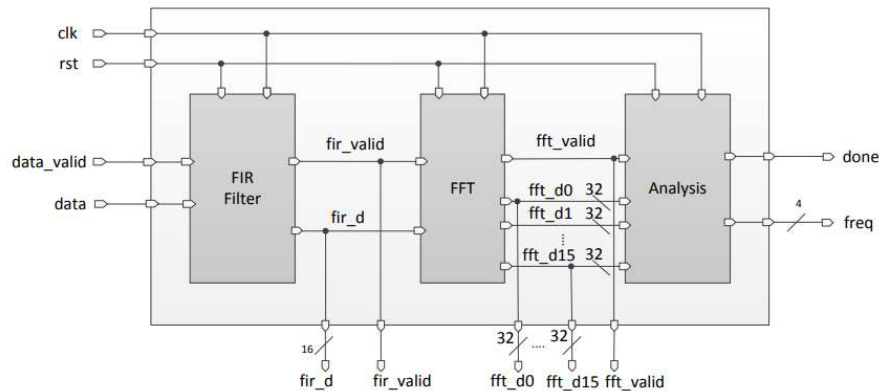 clk
rst
data_valid
data
FIR
Filter
fir_valid
fir_d
FFT
fft_valid
fft_d0 32
fft_d1 32
fft_d15 32
Analysis
done
4
freq
16
32 .... 32
fir_d fir_valid fft_d0 fft_d15 fft_valid